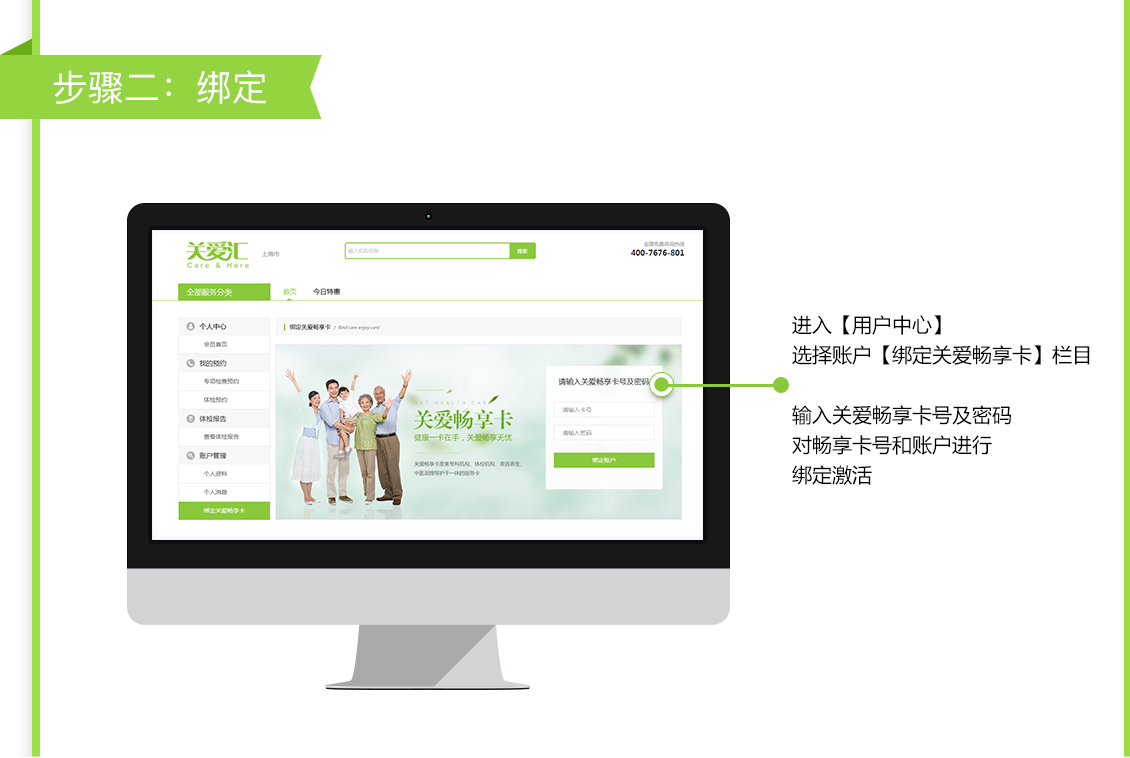 步骤二：绑定
关爱汇
Care & Here
上海市
输入机构名称
搜索
全国免费咨询热线
400-7676-801
全部服务分类
首页
今日特惠
个人中心
会员首页
我的预约
专项检查预约
体检预约
体检报告
查看体检报告
账户管理
个人资料
个人消息
绑定关爱畅享卡
绑定关爱畅享卡 / Bind care enjoy card
HEALTH CAR
关爱畅享卡
健康一卡在手，关爱畅享无忧
关爱畅享卡是集专科机构、体检机构、美容养生、
中医调理等护于一体的服务卡
请输入关爱畅享卡号及密码
请输入卡号
请输入密码
绑定账户
进入【用户中心】
选择账户【绑定关爱畅享卡】栏目
输入关爱畅享卡号及密码
对畅享卡号和账户进行
绑定激活